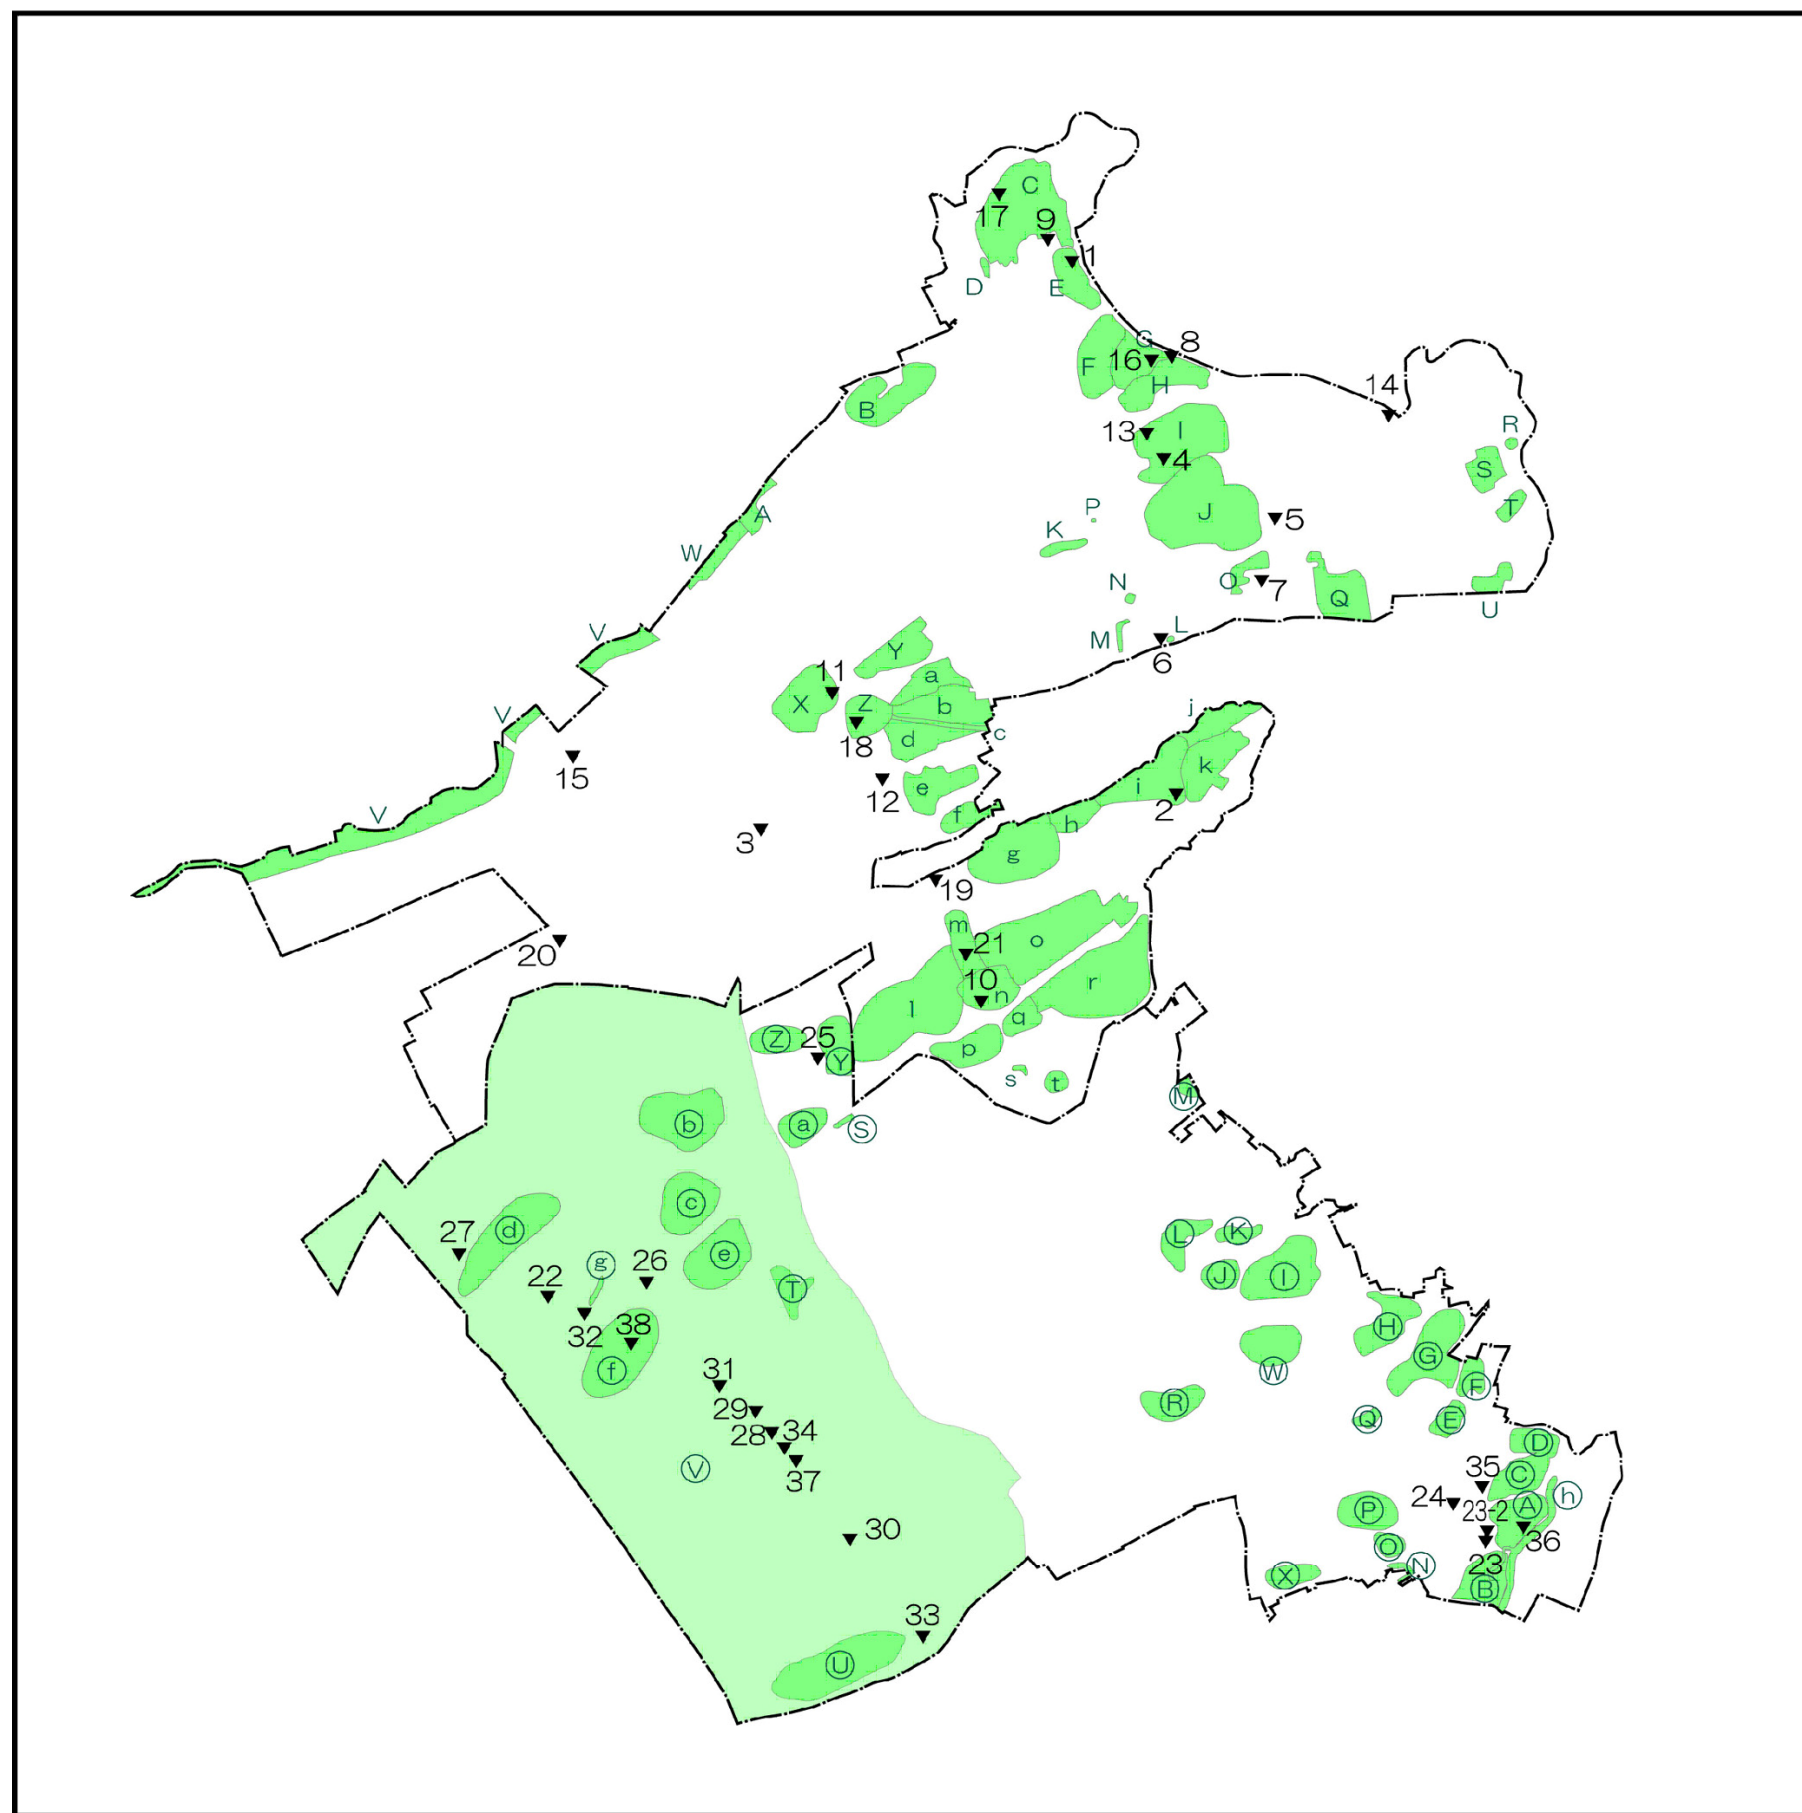 C
17
9
1
D
E
G
8
16
F
H
14
B
13
I
4
R
S
A
P
J
5
T
W
K
N
O
7
Q
U
V
M
L
6
Y
11
a
X
Z
b
j
V
18
d
c
15
k
12
e
i
2
V
f
h
3
g
19
m
21
20
o
10
n
r
l
q
Ⓩ
25
Ⓨ
p
s
t
Ⓜ
ⓑ
ⓐ
Ⓢ
ⓒ
27
ⓓ
Ⓛ
Ⓚ
ⓔ
ⓖ
26
22
Ⓣ
Ⓙ
Ⓘ
32
38
Ⓗ
ⓕ
Ⓖ
31
Ⓦ
Ⓕ
29
Ⓡ
28
34
Ⓠ
Ⓔ
Ⓓ
Ⓥ
37
35
Ⓒ
24
ⓗ
23-2
Ⓟ
Ⓐ
30
36
Ⓞ
23
Ⓝ
Ⓧ
Ⓑ
33
Ⓤ